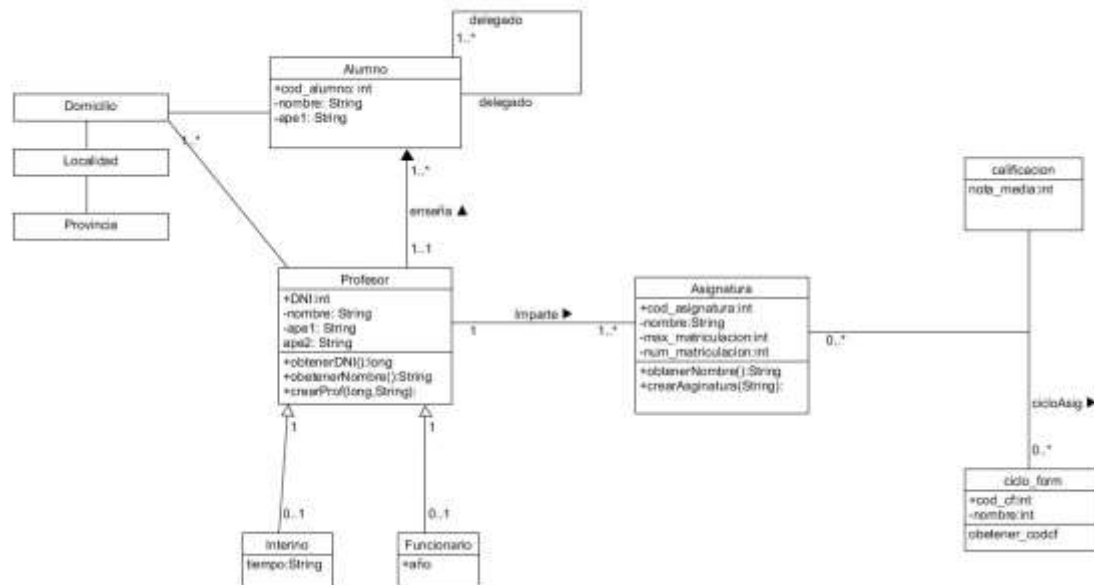 delegado
1..*
Alumno
+cod_alumno: int
-nombre: String
-ape1: String
delegado
Domicilio
1..*
Localidad
Provincia
1..*
enseña ▲
1..1
calificacion
nota_media:int
Profesor
+DNI:int
-nombre: String
-ape1: String
ape2: String
+obtenerDNI():long
+obetenerNombre():String
+crearProf(long,String):
Imparte ►
1
1..*
Asignatura
+cod_asignatura:int
-nombre:String
-max_matriculacion:int
-num_matriculacion:int
+obtenerNombre():String
+crearAsginatura(String):
0..*
cicloAsig ►
0..*
ciclo_form
+cod_cf:int
-nombre:int
obetener_codcf
1
1
0..1
0..1
Interino
tiempo:String
Funcionario
+año